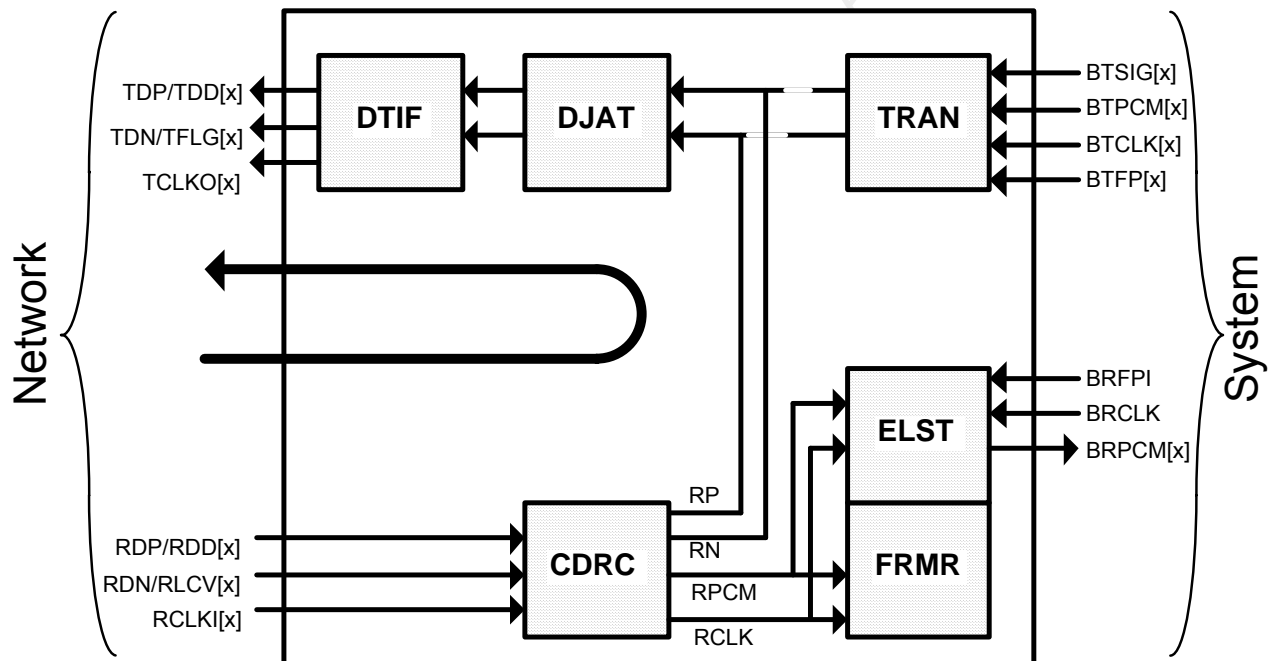 TDP/TDD[x]
TDN/TFLG[x]
TCLKO[x]
DTIF
DJAT
TRAN
BTSIG[x]
BTPCM[x]
BTCLK[x]
BTFP[x]
Network
System
BRFPI
BRCLK
BRPCM[x]
ELST
FRMR
RP
RN
RPCM
RCLK
CDRC
RDP/RDD[x]
RDN/RLCV[x]
RCLKI[x]